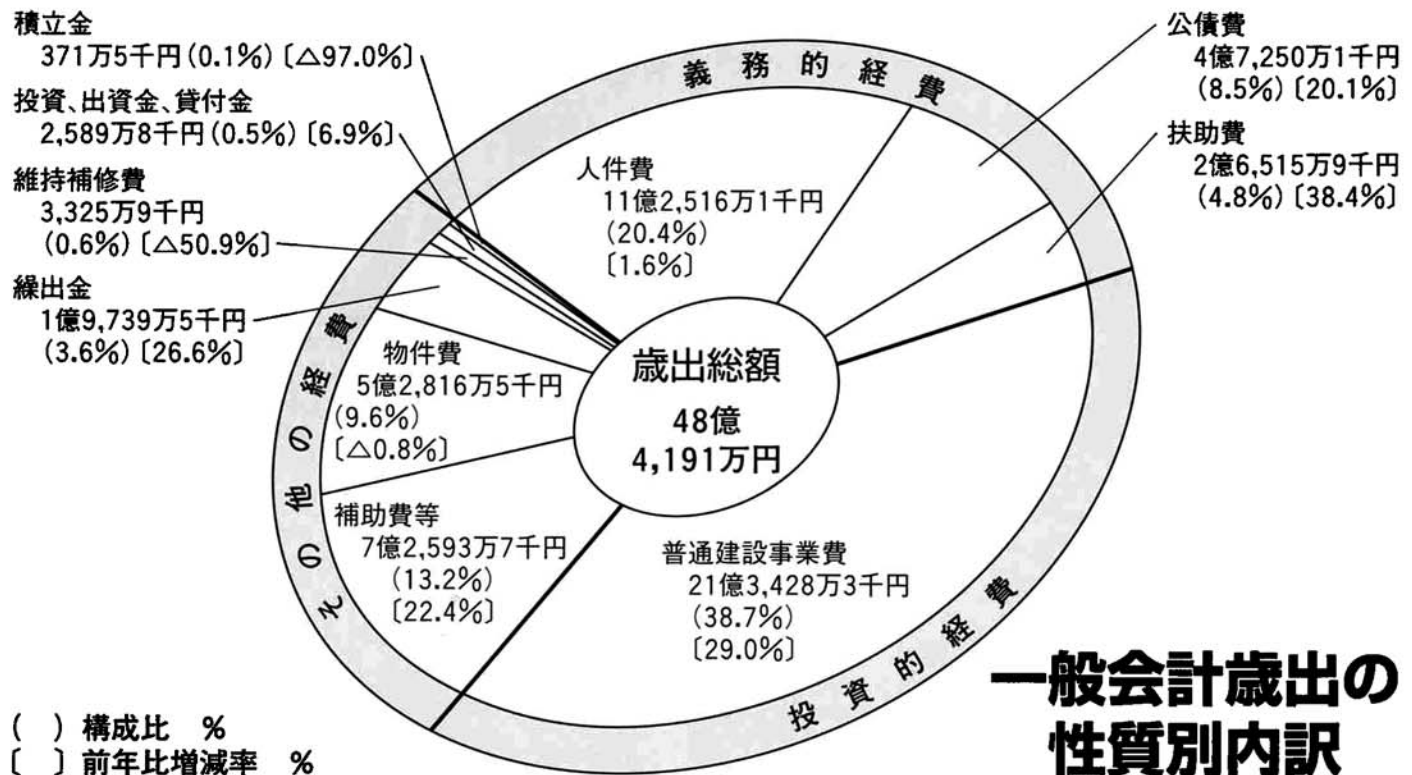 積立金
371万5千円(0.1%)〔△97.0%〕
投資、出資金、貸付金
2,589万8千円(0.5%)〔6.9%〕
維持補修費
3,325万9千円
(0.6%)〔△50.9%〕
繰出金
1億9,739万5千円
(3.6%)〔26.6%〕
公債費
4億7,250万1千円
(8.5%)〔20.1%〕
扶助費
2億6,515万9千円
(4.8%)〔38.4%〕
義務的経費
人件費
11億2,516万1千円
(20.4%)
〔1.6%〕
歳出総額
48億
4,191万円
その他の経費
物件費
5億2,816万5千円
(9.6%)
〔△0.8%〕
補助費等
7億2,593万7千円
(13.2%)
〔22.4%〕
普通建設事業費
21億3,428万3千円
(38.7%)
〔29.0%〕
投資的経費
一般会計歳出の
性質別内訳
( ) 構成比 %
〔 〕前年比増減率 %